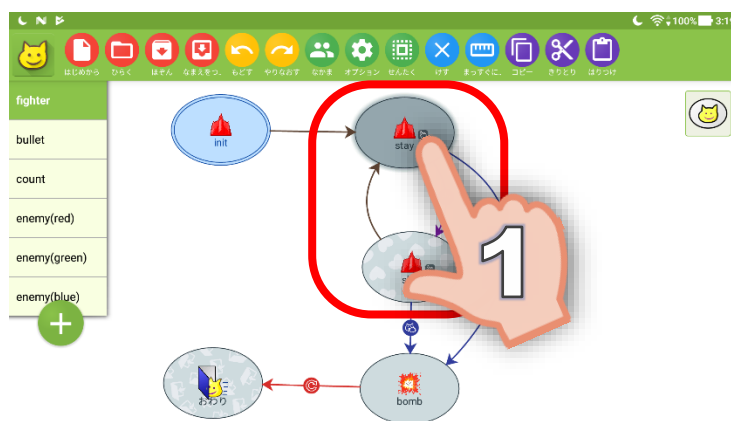 100% 3:19
はじめから ひらく ほぞん なまえをつ、 もどす やりなおす なかま オプション せんたく けす まっすぐに、 コピー きりとり はりつけ
fighter
bullet
count
enemy(red)
enemy(green)
enemy(blue)
init
stay
1
おわり
bomb